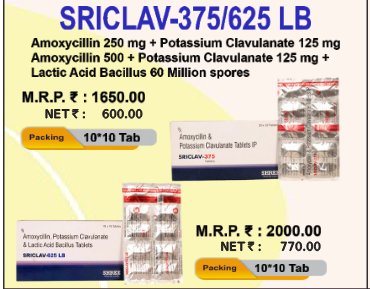 SRICLAV-375/625 LB
Amoxycillin 250 mg + Potassium Clavulanate 125 mg
Amoxycillin 500 + Potassium Clavulanate 125 mg +
Lactic Acid Bacillus 60 Million spores
M.R.P. ₹ : 1650.00
NET ₹ : 600.00
Packing 10*10 Tab
Amoxycillin &
Potassium Clavulanate Tablets IP
SRICLAV-375
Amoxycillin, Potassium Clavulanate
& Lactic Acid Bacillus Tablets
SRICLAV-625 LB
M.R.P. ₹ : 2000.00
NET ₹ : 770.00
Packing 10*10 Tab